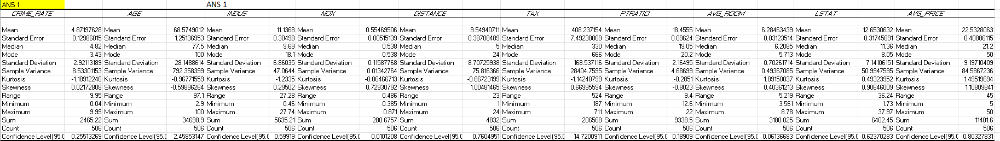 ANS 1 ANS 1
CRIME_RATE AGE INDUS NOX DISTANCE TAX PTRATIO AVG_ROOM LSTAT AVG_PRICE
Mean 4.87197628 Mean 68.5749012 Mean 11.1368 Mean 0.55469506 Mean 9.54940711 Mean 408.237154 Mean 18.4555 Mean 6.28463439 Mean 12.6530632 Mean 22.5328063
Standard Error 0.12986015 Standard Error 1.25136953 Standard Error 0.30498 Standard Error 0.00515139 Standard Error 0.38708489 Standard Error 7.49238869 Standard Error 0.09624 Standard Error 0.03123514 Standard Error 0.31745891 Standard Error 0.40886115
Median 4.82 Median 77.5 Median 9.69 Median 0.538 Median 5 Median 330 Median 19.05 Median 6.2085 Median 11.36 Median 21.2
Mode 3.43 Mode 100 Mode 18.1 Mode 0.538 Mode 24 Mode 666 Mode 20.2 Mode 5.713 Mode 8.05 Mode 50
Standard Deviation 2.92113189 Standard Deviation 28.1488614 Standard Deviation 6.86035 Standard Deviation 0.11587768 Standard Deviation 8.70725938 Standard Deviation 168.537116 Standard Deviation 2.16495 Standard Deviation 0.70261714 Standard Deviation 7.14106151 Standard Deviation 9.19710409
Sample Variance 8.53301153 Sample Variance 792.358399 Sample Variance 47.0644 Sample Variance 0.01342764 Sample Variance 75.816366 Sample Variance 28404.7595 Sample Variance 4.68699 Sample Variance 0.49367085 Sample Variance 50.9947595 Sample Variance 84.5867236
Kurtosis -1.18912246 Kurtosis -0.96771559 Kurtosis -1.2335 Kurtosis -0.06466713 Kurtosis -0.86723199 Kurtosis -1.14240799 Kurtosis -0.2851 Kurtosis 1.89150037 Kurtosis 0.49323952 Kurtosis 1.49519694
Skewness 0.02172808 Skewness -0.59896264 Skewness 0.29502 Skewness 0.72930792 Skewness 1.00481465 Skewness 0.66995594 Skewness -0.8023 Skewness 0.40361213 Skewness 0.90646009 Skewness 1.10809841
Range 9.95 Range 97.1 Range 27.28 Range 0.486 Range 23 Range 524 Range 9.4 Range 5.219 Range 36.24 Range 45
Minimum 0.04 Minimum 2.9 Minimum 0.46 Minimum 0.385 Minimum 1 Minimum 187 Minimum 12.6 Minimum 3.561 Minimum 1.73 Minimum 5
Maximum 9.99 Maximum 100 Maximum 27.74 Maximum 0.871 Maximum 24 Maximum 711 Maximum 22 Maximum 8.78 Maximum 37.97 Maximum 50
Sum 2465.22 Sum 34698.9 Sum 5635.21 Sum 280.6757 Sum 4832 Sum 206568 Sum 9338.5 Sum 3180.025 Sum 6402.45 Sum 11401.6
Count 506 Count 506 Count 506 Count 506 Count 506 Count 506 Count 506 Count 506 Count 506 Count 506
Confidence Level(95.0 0.25513269 Confidence Level(95.0 2.45853147 Confidence Level(95.0 0.59919 Confidence Level(95.0 0.0101208 Confidence Level(95.0 0.7604951 Confidence Level(95.0 14.7200911 Confidence Level(95.0 0.18909 Confidence Level(95.0 0.06136683 Confidence Level(95.0 0.62370283 Confidence Level(95.0 0.80327831